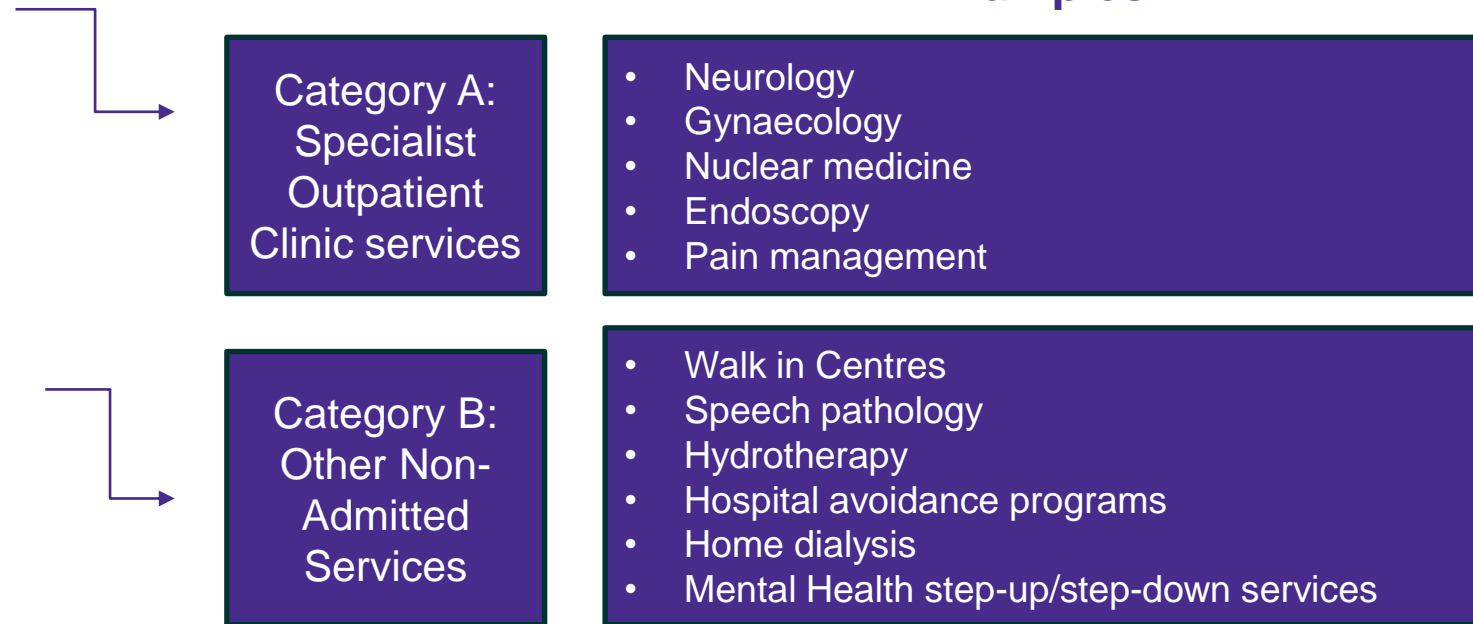 Category A:
Specialist
Outpatient
Clinic services
• Neurology
• Gynaecology
• Nuclear medicine
• Endoscopy
• Pain management
Category B:
Other Non-
Admitted
Services
• Walk in Centres
• Speech pathology
• Hydrotherapy
• Hospital avoidance programs
• Home dialysis
• Mental Health step-up/step-down services